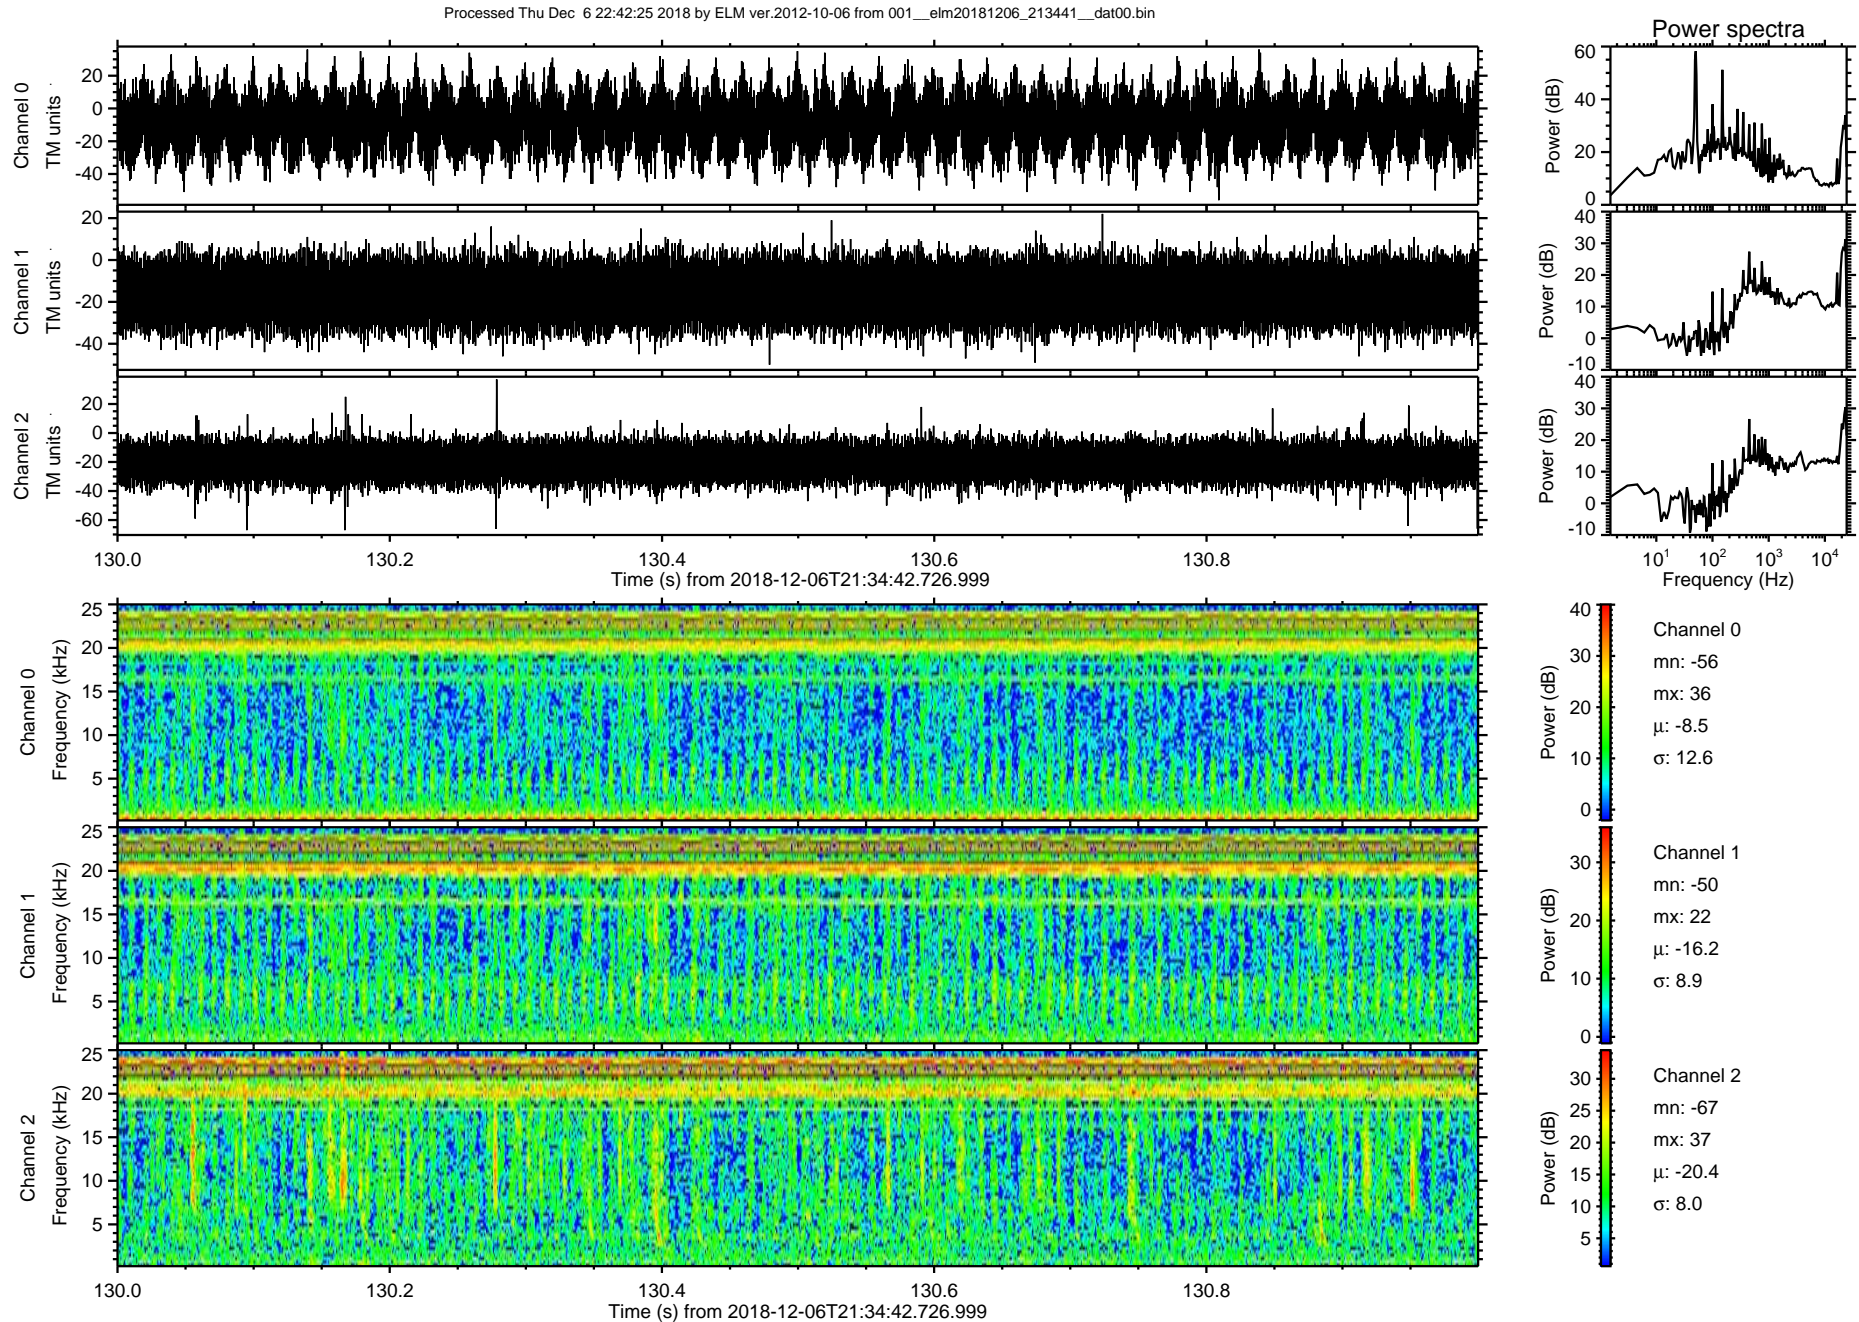 Processed Thu Dec  6 22:42:25 2018 by ELM ver.2012-10-06 from 001__elm20181206_213441__dat00.bin
Power spectra
Channel 0
TM units
20
0
-20
-40
Power (dB)
60
40
20
0
Channel 1
TM units
20
0
-20
-40
Power (dB)
40
30
20
10
0
-10
Channel 2
TM units
20
0
-20
-40
-60
Power (dB)
40
30
20
10
0
-10
130.0 130.2 130.4 130.6 130.8
Time (s) from 2018-12-06T21:34:42.726.999
10^1 10^2 10^3 10^4
Frequency (Hz)
Channel 0
Frequency (kHz)
25
20
15
10
5
Power (dB)
40
30
20
10
0
Channel 0
mn: -56
mx: 36
μ: -8.5
σ: 12.6
Channel 1
Frequency (kHz)
25
20
15
10
5
Power (dB)
30
20
10
0
Channel 1
mn: -50
mx: 22
μ: -16.2
σ: 8.9
Channel 2
Frequency (kHz)
25
20
15
10
5
Power (dB)
30
25
20
15
10
5
Channel 2
mn: -67
mx: 37
μ: -20.4
σ: 8.0
130.0 130.2 130.4 130.6 130.8
Time (s) from 2018-12-06T21:34:42.726.999